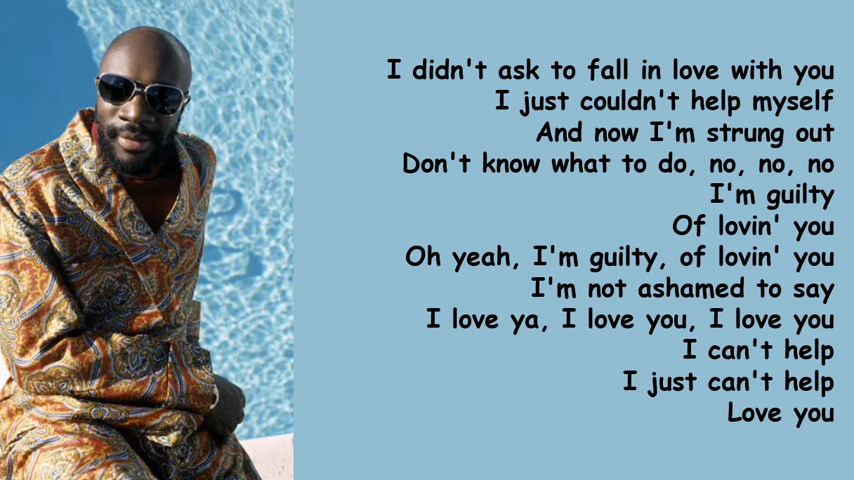 I didn't ask to fall in love with you
I just couldn't help myself
And now I'm strung out
Don't know what to do, no, no, no
I'm guilty
Of lovin' you
Oh yeah, I'm guilty, of lovin' you
I'm not ashamed to say
I love ya, I love you, I love you
I can't help
I just can't help
Love you